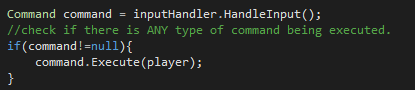 Command command = inputHandler.HandleInput();
//check if there is ANY type of command being executed.
if(command!=null){
    command.Execute(player);
}